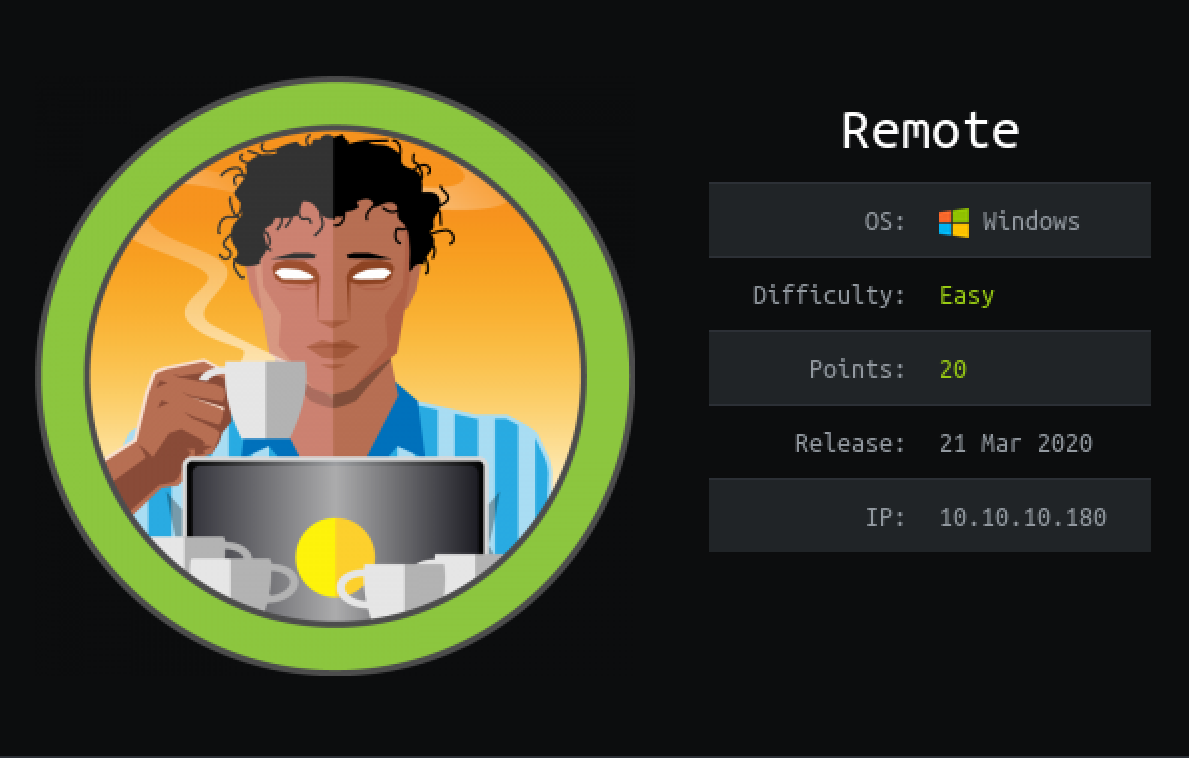 Remote
OS: Windows
Difficulty: Easy
Points: 20
Release: 21 Mar 2020
IP: 10.10.10.180